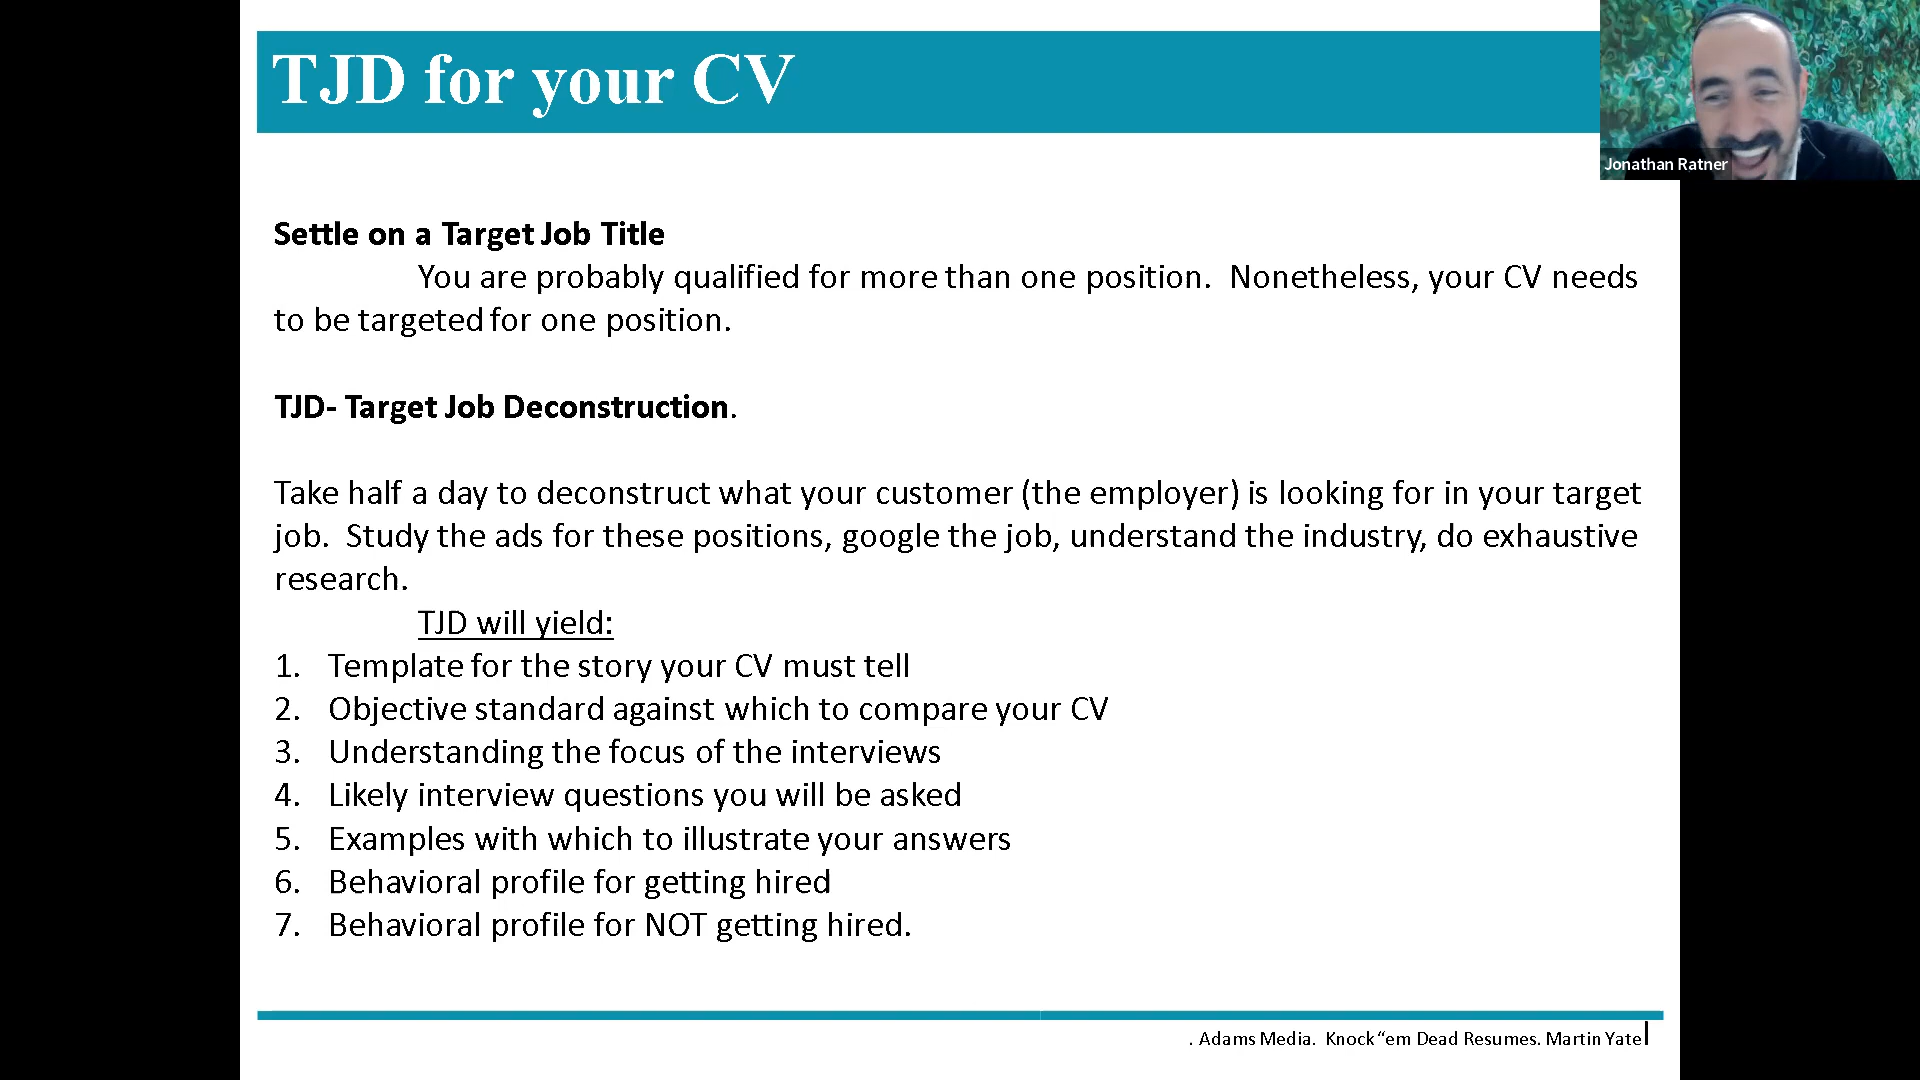 TJD for your CV
Jonathan Ratner
Settle on a Target Job Title
You are probably qualified for more than one position.  Nonetheless, your CV needs
to be targeted for one position.
TJD- Target Job Deconstruction.
Take half a day to deconstruct what your customer (the employer) is looking for in your target
job.  Study the ads for these positions, google the job, understand the industry, do exhaustive
research.
TJD will yield:
1. Template for the story your CV must tell
2. Objective standard against which to compare your CV
3. Understanding the focus of the interviews
4. Likely interview questions you will be asked
5. Examples with which to illustrate your answers
6. Behavioral profile for getting hired
7. Behavioral profile for NOT getting hired.
. Adams Media.  Knock “em Dead Resumes. Martin Yate